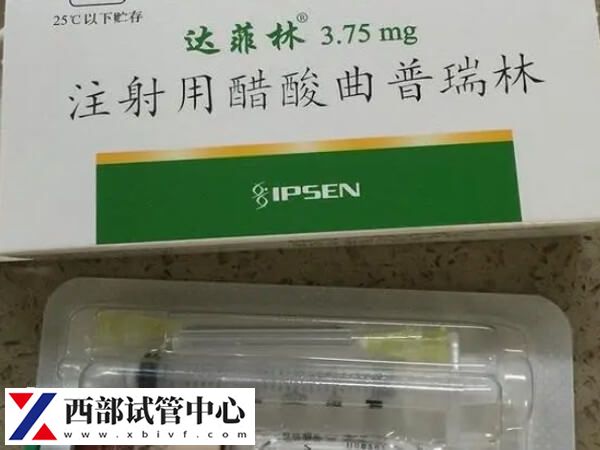 25℃以下贮存
达菲林® 3.75 mg
注射用醋酸曲普瑞林
IPSEN
西部试管中心
www.xbivf.com